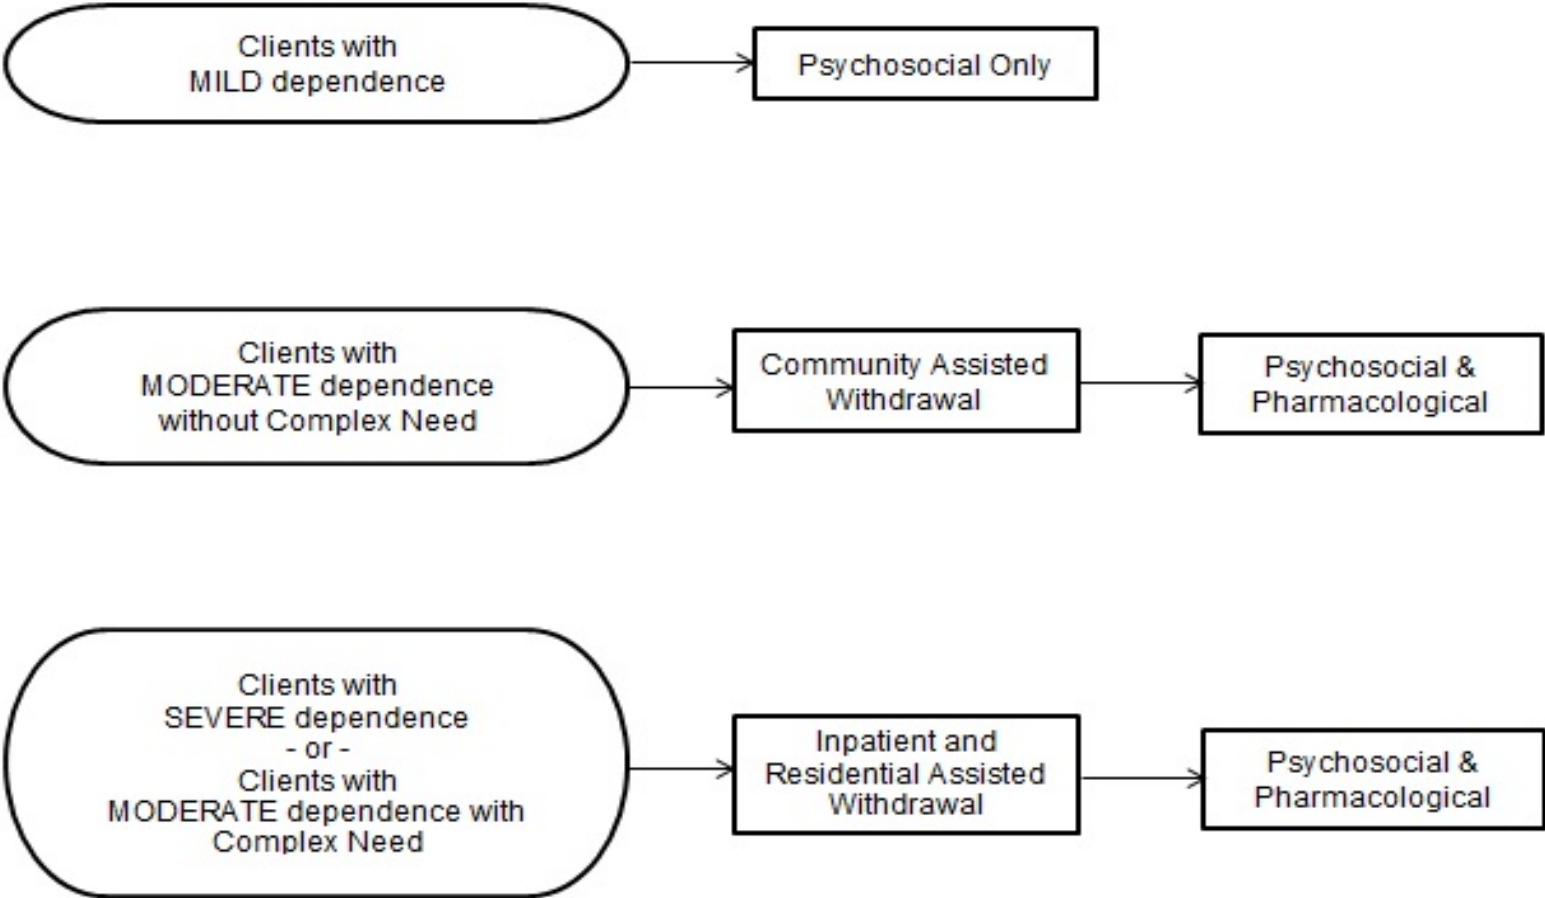 Clients with
MILD dependence
Psychosocial Only
Clients with
MODERATE dependence
without Complex Need
Community Assisted
Withdrawal
Psychosocial &
Pharmacological
Clients with
SEVERE dependence
- or -
Clients with
MODERATE dependence with
Complex Need
Inpatient and
Residential Assisted
Withdrawal
Psychosocial &
Pharmacological